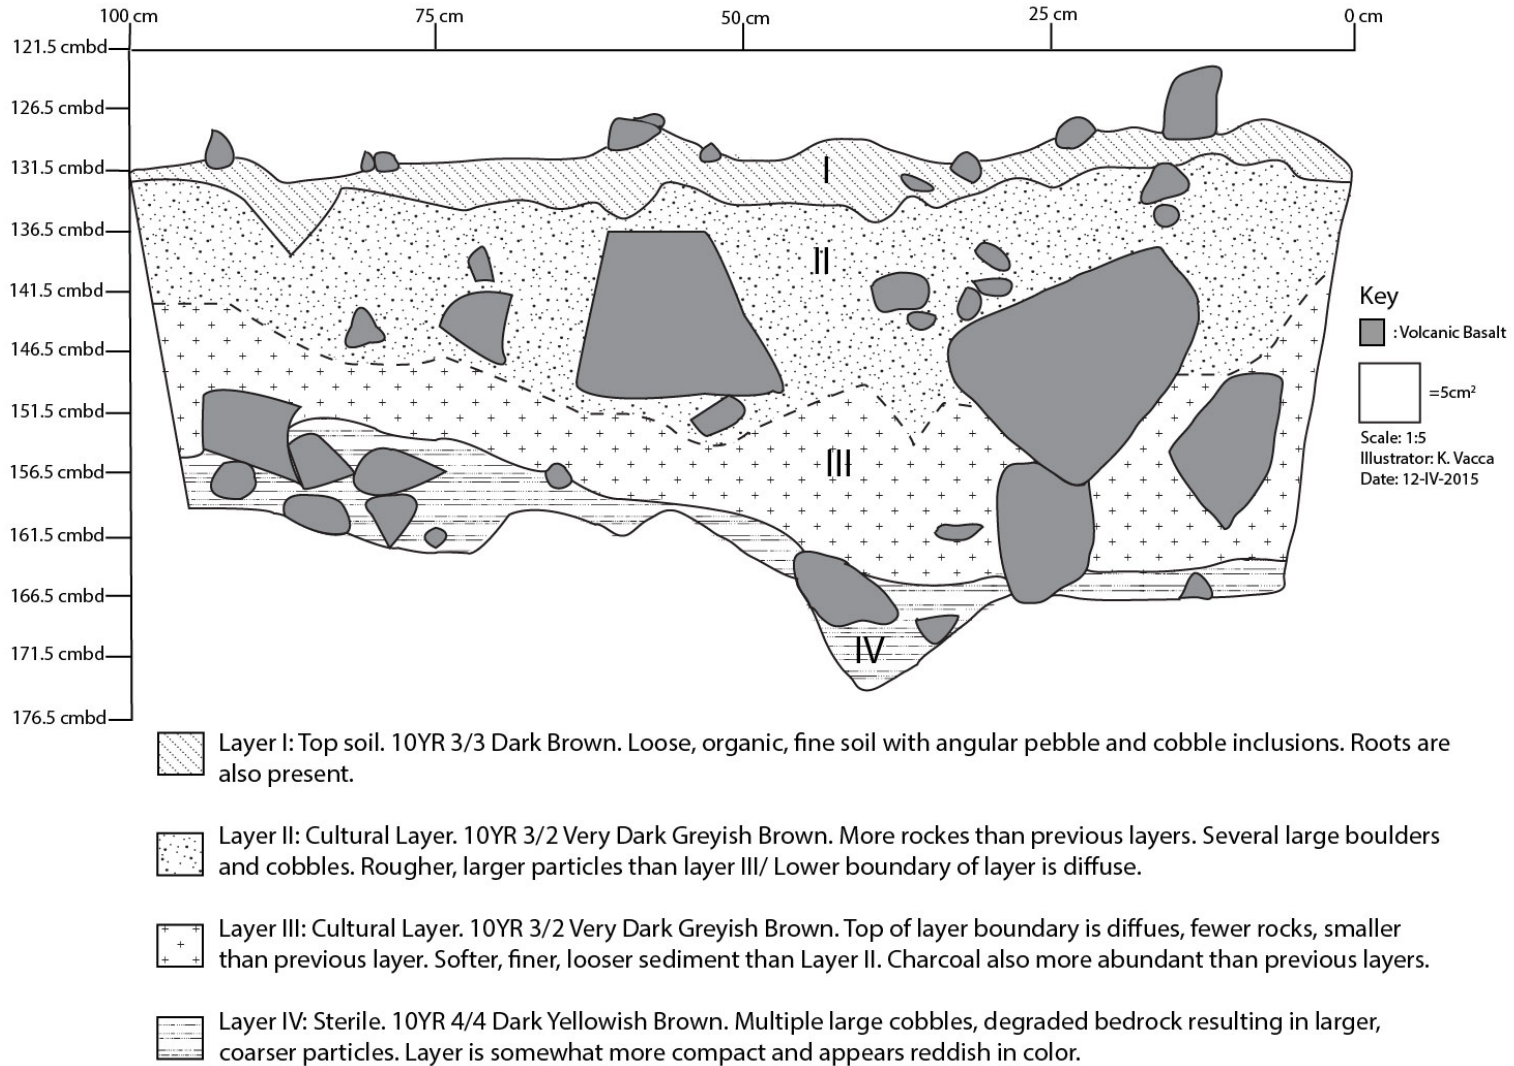 100 cm 75 cm 50 cm 25 cm 0 cm
121.5 cmbd
126.5 cmbd
131.5 cmbd
136.5 cmbd
141.5 cmbd
146.5 cmbd
151.5 cmbd
156.5 cmbd
161.5 cmbd
166.5 cmbd
171.5 cmbd
176.5 cmbd
I
II
III
IV
Key
: Volcanic Basalt
=5cm²
Scale: 1:5
Illustrator: K. Vacca
Date: 12-IV-2015
Layer I: Top soil. 10YR 3/3 Dark Brown. Loose, organic, fine soil with angular pebble and cobble inclusions. Roots are
also present.
Layer II: Cultural Layer. 10YR 3/2 Very Dark Greyish Brown. More rockes than previous layers. Several large boulders
and cobbles. Rougher, larger particles than layer III/ Lower boundary of layer is diffuse.
Layer III: Cultural Layer. 10YR 3/2 Very Dark Greyish Brown. Top of layer boundary is diffues, fewer rocks, smaller
than previous layer. Softer, finer, looser sediment than Layer II. Charcoal also more abundant than previous layers.
Layer IV: Sterile. 10YR 4/4 Dark Yellowish Brown. Multiple large cobbles, degraded bedrock resulting in larger,
coarser particles. Layer is somewhat more compact and appears reddish in color.